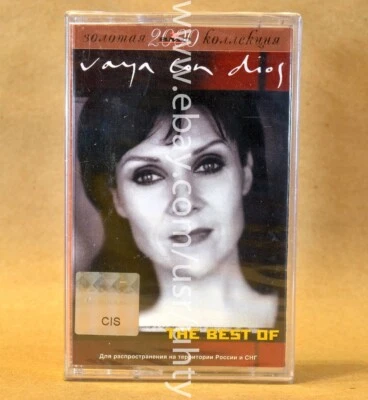 золотая 2000 коллекция
vaya con dios
CIS
THE BEST OF
Для распространения на территории России и СНГ
www.ebay.com/usr/ality